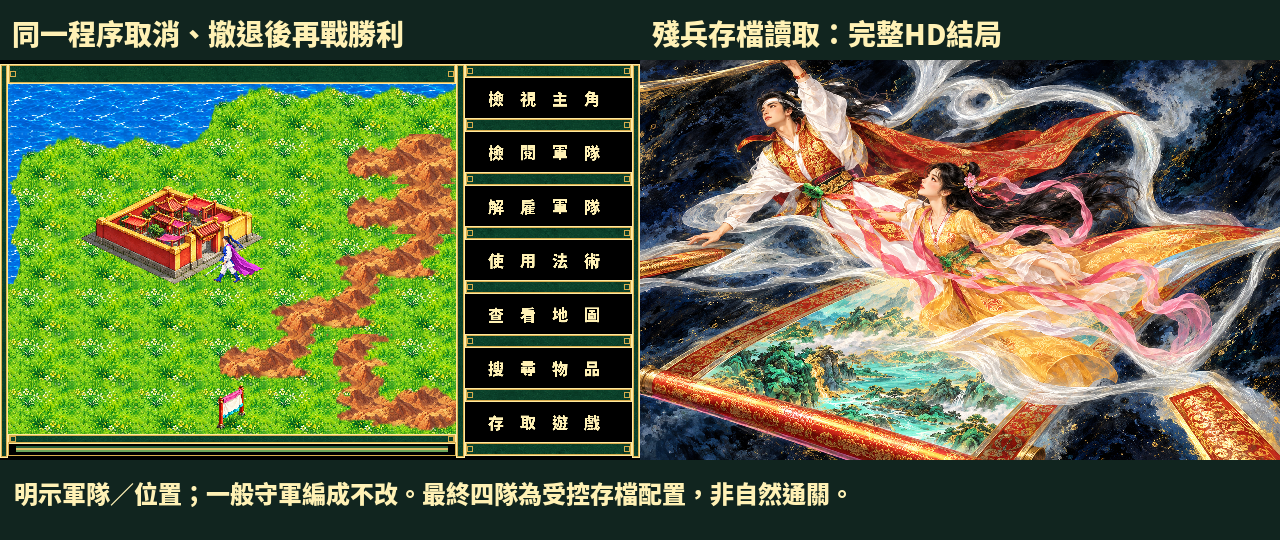 同一程序取消、撤退後再戰勝利
殘兵存檔讀取：完整HD結局
檢視主角
檢閱軍隊
解雇軍隊
使用法術
查看地圖
搜尋物品
存取遊戲
明示軍隊／位置；一般守軍編成不改。最終四隊為受控存檔配置，非自然通關。